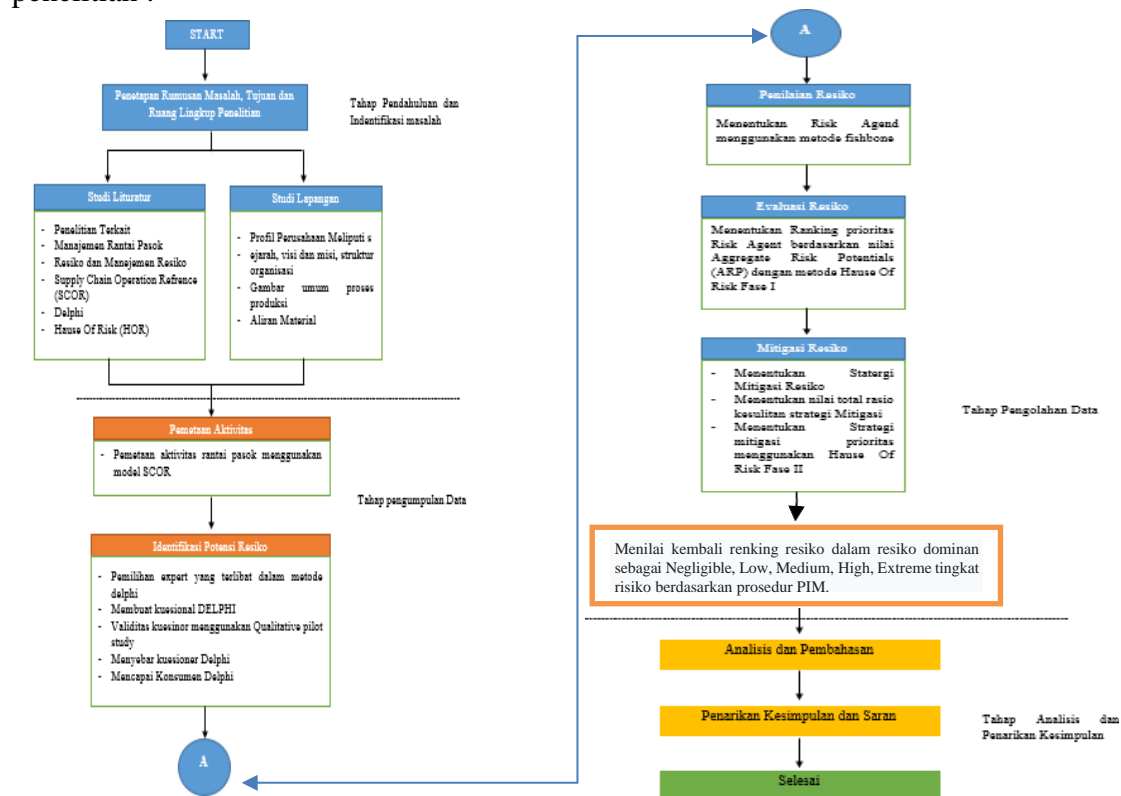 penelitian :
START
Penetapan Rumusan Masalah, Tujuan dan
Ruang Lingkup Penelitian
Tahap Pendahuluan dan
Indentifikasi masalah
Studi Lituratur
- Penelitian Terkait
- Manajemen Rantai Pasok
- Resiko dan Manejemen Resiko
- Supply Chain Operation Refrence
(SCOR)
- Delphi
- Hause Of Risk (HOR)
Studi Lapangan
- Profil Perusahaan Meliputi s
- ejarah, visi dan misi, struktur
organisasi
- Gambar umum proses
produksi
- Aliran Material
Pemetaan Aktivitas
- Pemetaan aktivitas rantai pasok menggunakan
model SCOR
Tahap pengumpulan Data
Identifikasi Potensi Resiko
- Pemilihan expert yang terlibat dalam metode
delphi
- Membuat kuesional DELPHI
- Validitas kuesinor menggunakan Qualitative pilot
study
- Menyebar kuesioner Delphi
- Mencapai Konsumen Delphi
A
A
Penilaian Resiko
Menentukan Risk Agend
menggunakan metode fishbone
Evaluasi Resiko
Menentukan Ranking prioritas
Risk Agent berdasarkan nilai
Aggregate Risk Potentials
(ARP) dengan metode Hause Of
Risk Fase I
Mitigasi Resiko
- Menentukan Statergi
Mitigasi Resiko
- Menentukan nilai total rasio
kesulitan strategi Mitigasi
- Menentukan Strategi
mitigasi prioritas
menggunakan Hause Of
Risk Fase II
Tahap Pengolahan Data
Menilai kembali renking resiko dalam resiko dominan
sebagai Negligible, Low, Medium, High, Extreme tingkat
risiko berdasarkan prosedur PIM.
Analisis dan Pembahasan
Penarikan Kesimpulan dan Saran
Tahap Analisis dan
Penarikan Kesimpulan
Selesai